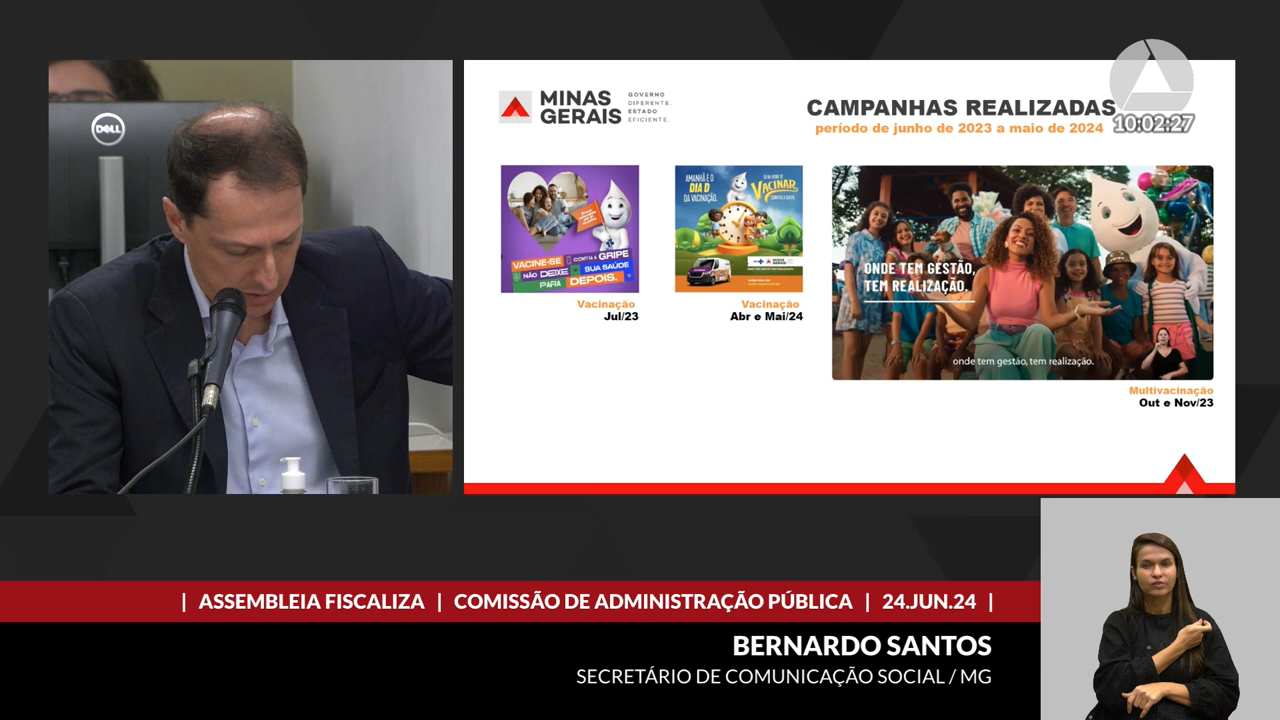 DELL
MINAS
GERAIS
GOVERNO
DIFERENTE.
ESTADO
EFICIENTE.
CAMPANHAS REALIZADAS
período de junho de 2023 a maio de 2024
10:02:27
VACINE-SE
CONTRA A GRIPE
NÃO DEIXE
SUA SAÚDE
PARA
DEPOIS.
Vacinação
Jul/23
AMANHÃ É O
DIA D
DA VACINAÇÃO.
VACINAR,
Vacinação
Abr e Mai/24
ONDE TEM GESTÃO,
TEM REALIZAÇÃO.
onde tem gestão, tem realização.
Multivacinação
Out e Nov/23
| ASSEMBLEIA FISCALIZA | COMISSÃO DE ADMINISTRAÇÃO PÚBLICA | 24.JUN.24 |
BERNARDO SANTOS
SECRETÁRIO DE COMUNICAÇÃO SOCIAL / MG